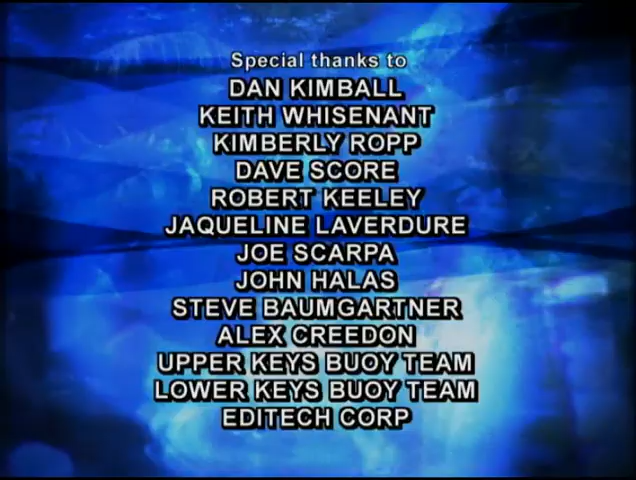 Special thanks to
DAN KIMBALL
KEITH WHISENANT
KIMBERLY ROPP
DAVE SCORE
ROBERT KEELEY
JAQUELINE LAVERDURE
JOE SCARPA
JOHN HALAS
STEVE BAUMGARTNER
ALEX CREEDON
UPPER KEYS BUOY TEAM
LOWER KEYS BUOY TEAM
EDITECH CORP